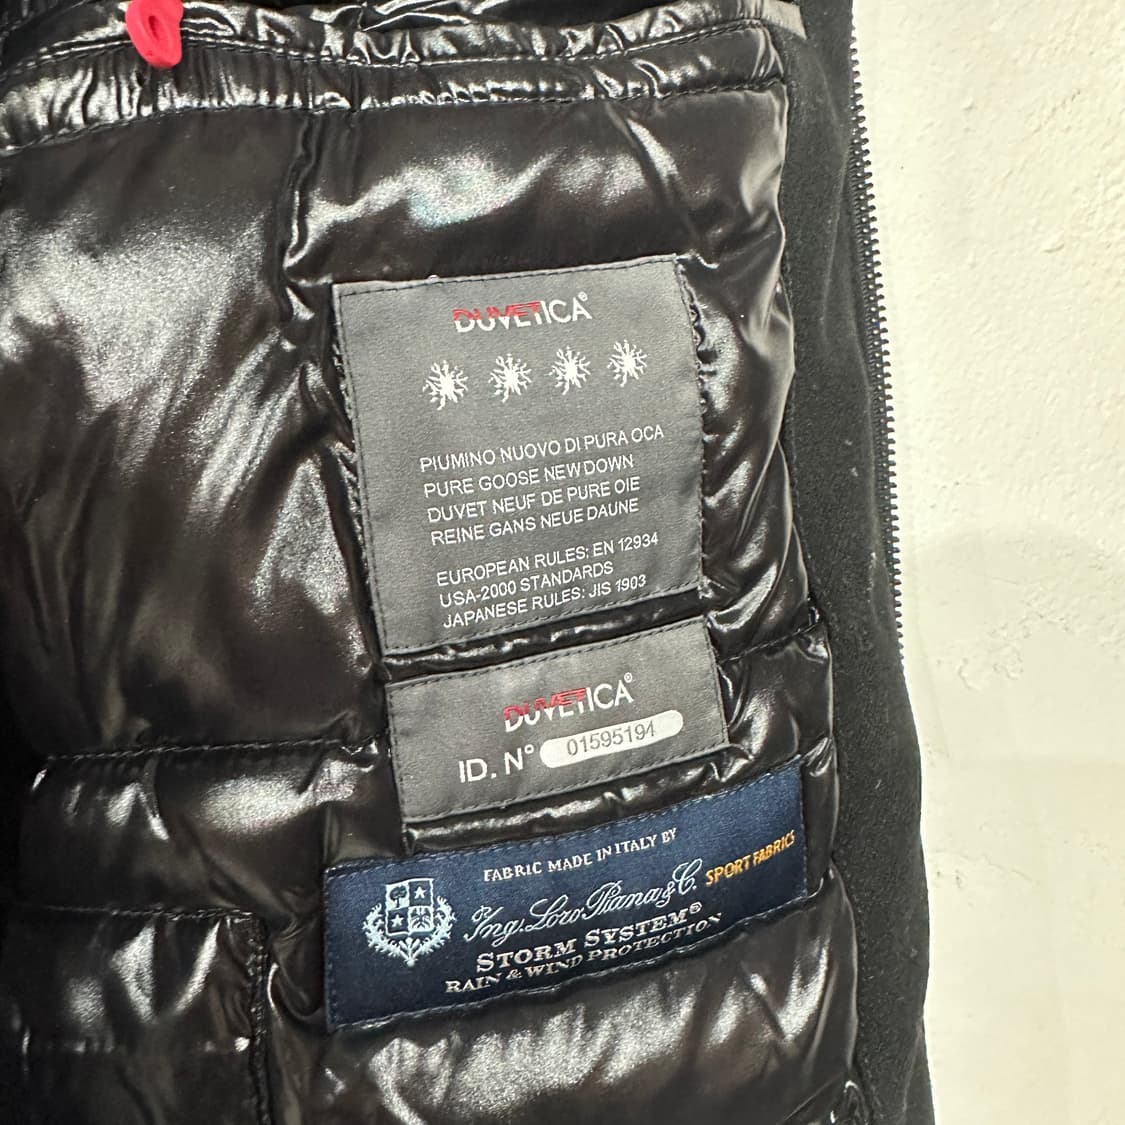 DUVETICA®
PIUMINO NUOVO DI PURA OCA
PURE GOOSE NEW DOWN
DUVET NEUF DE PURE OIE
REINE GANS NEUE DAUNE
EUROPEAN RULES: EN 12934
USA-2000 STANDARDS
JAPANESE RULES: JIS 1903
DUVETICA®
ID. N° 01595194
FABRIC MADE IN ITALY BY
Ing. Loro Piana & C. SPORT FABRICS
STORM SYSTEM®
RAIN & WIND PROTECTION